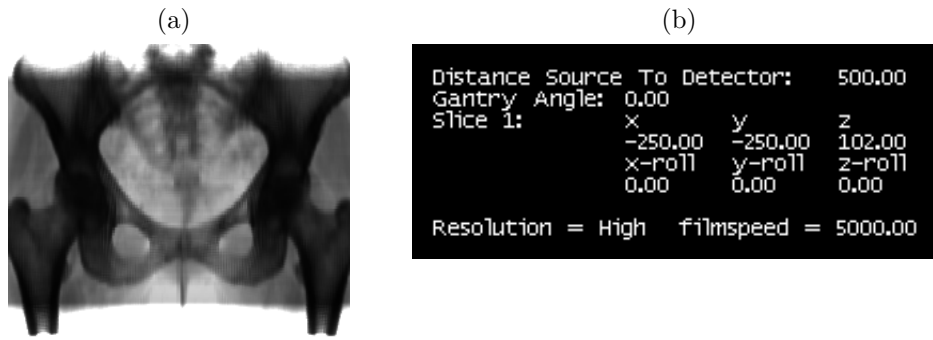 (a)
(b)
Distance Source To Detector: 500.00
Gantry Angle: 0.00
Slice 1: x y z
-250.00 -250.00 102.00
x-roll y-roll z-roll
0.00 0.00 0.00
Resolution = High filmspeed = 5000.00